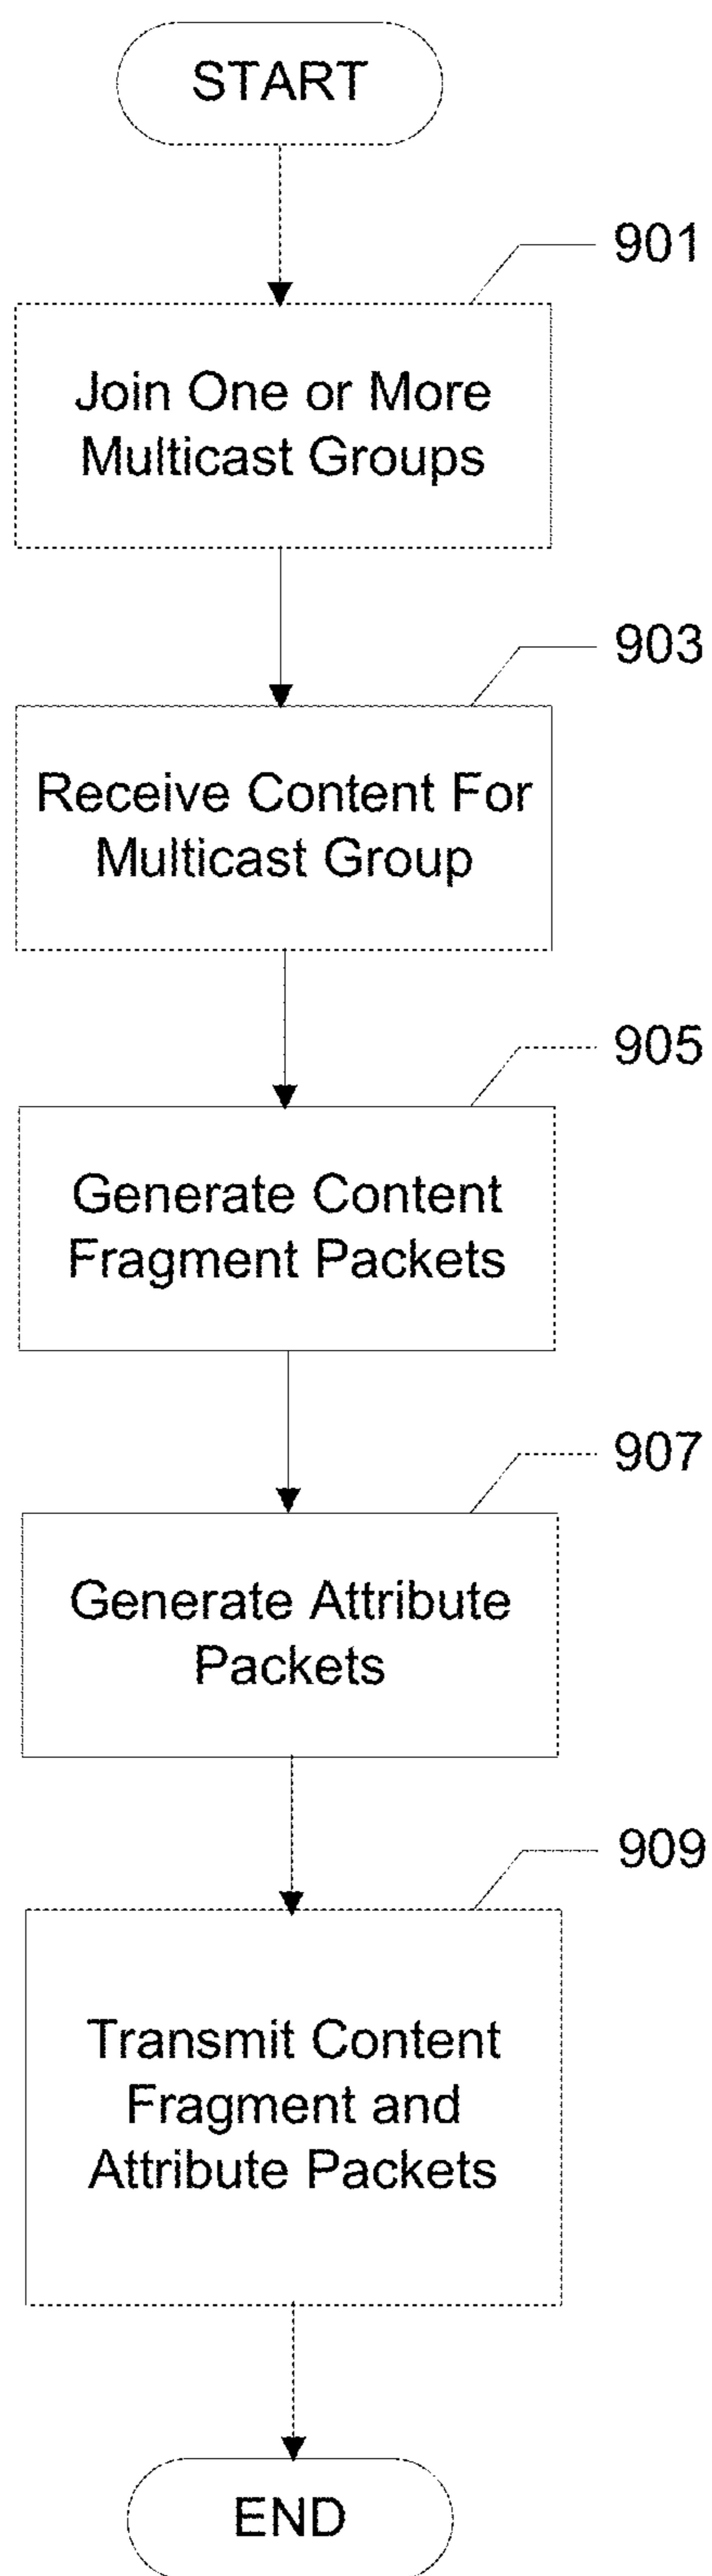 START
901
Join One or More
Multicast Groups
903
Receive Content For
Multicast Group
905
Generate Content
Fragment Packets
907
Generate Attribute
Packets
909
Transmit Content
Fragment and
Attribute Packets
END